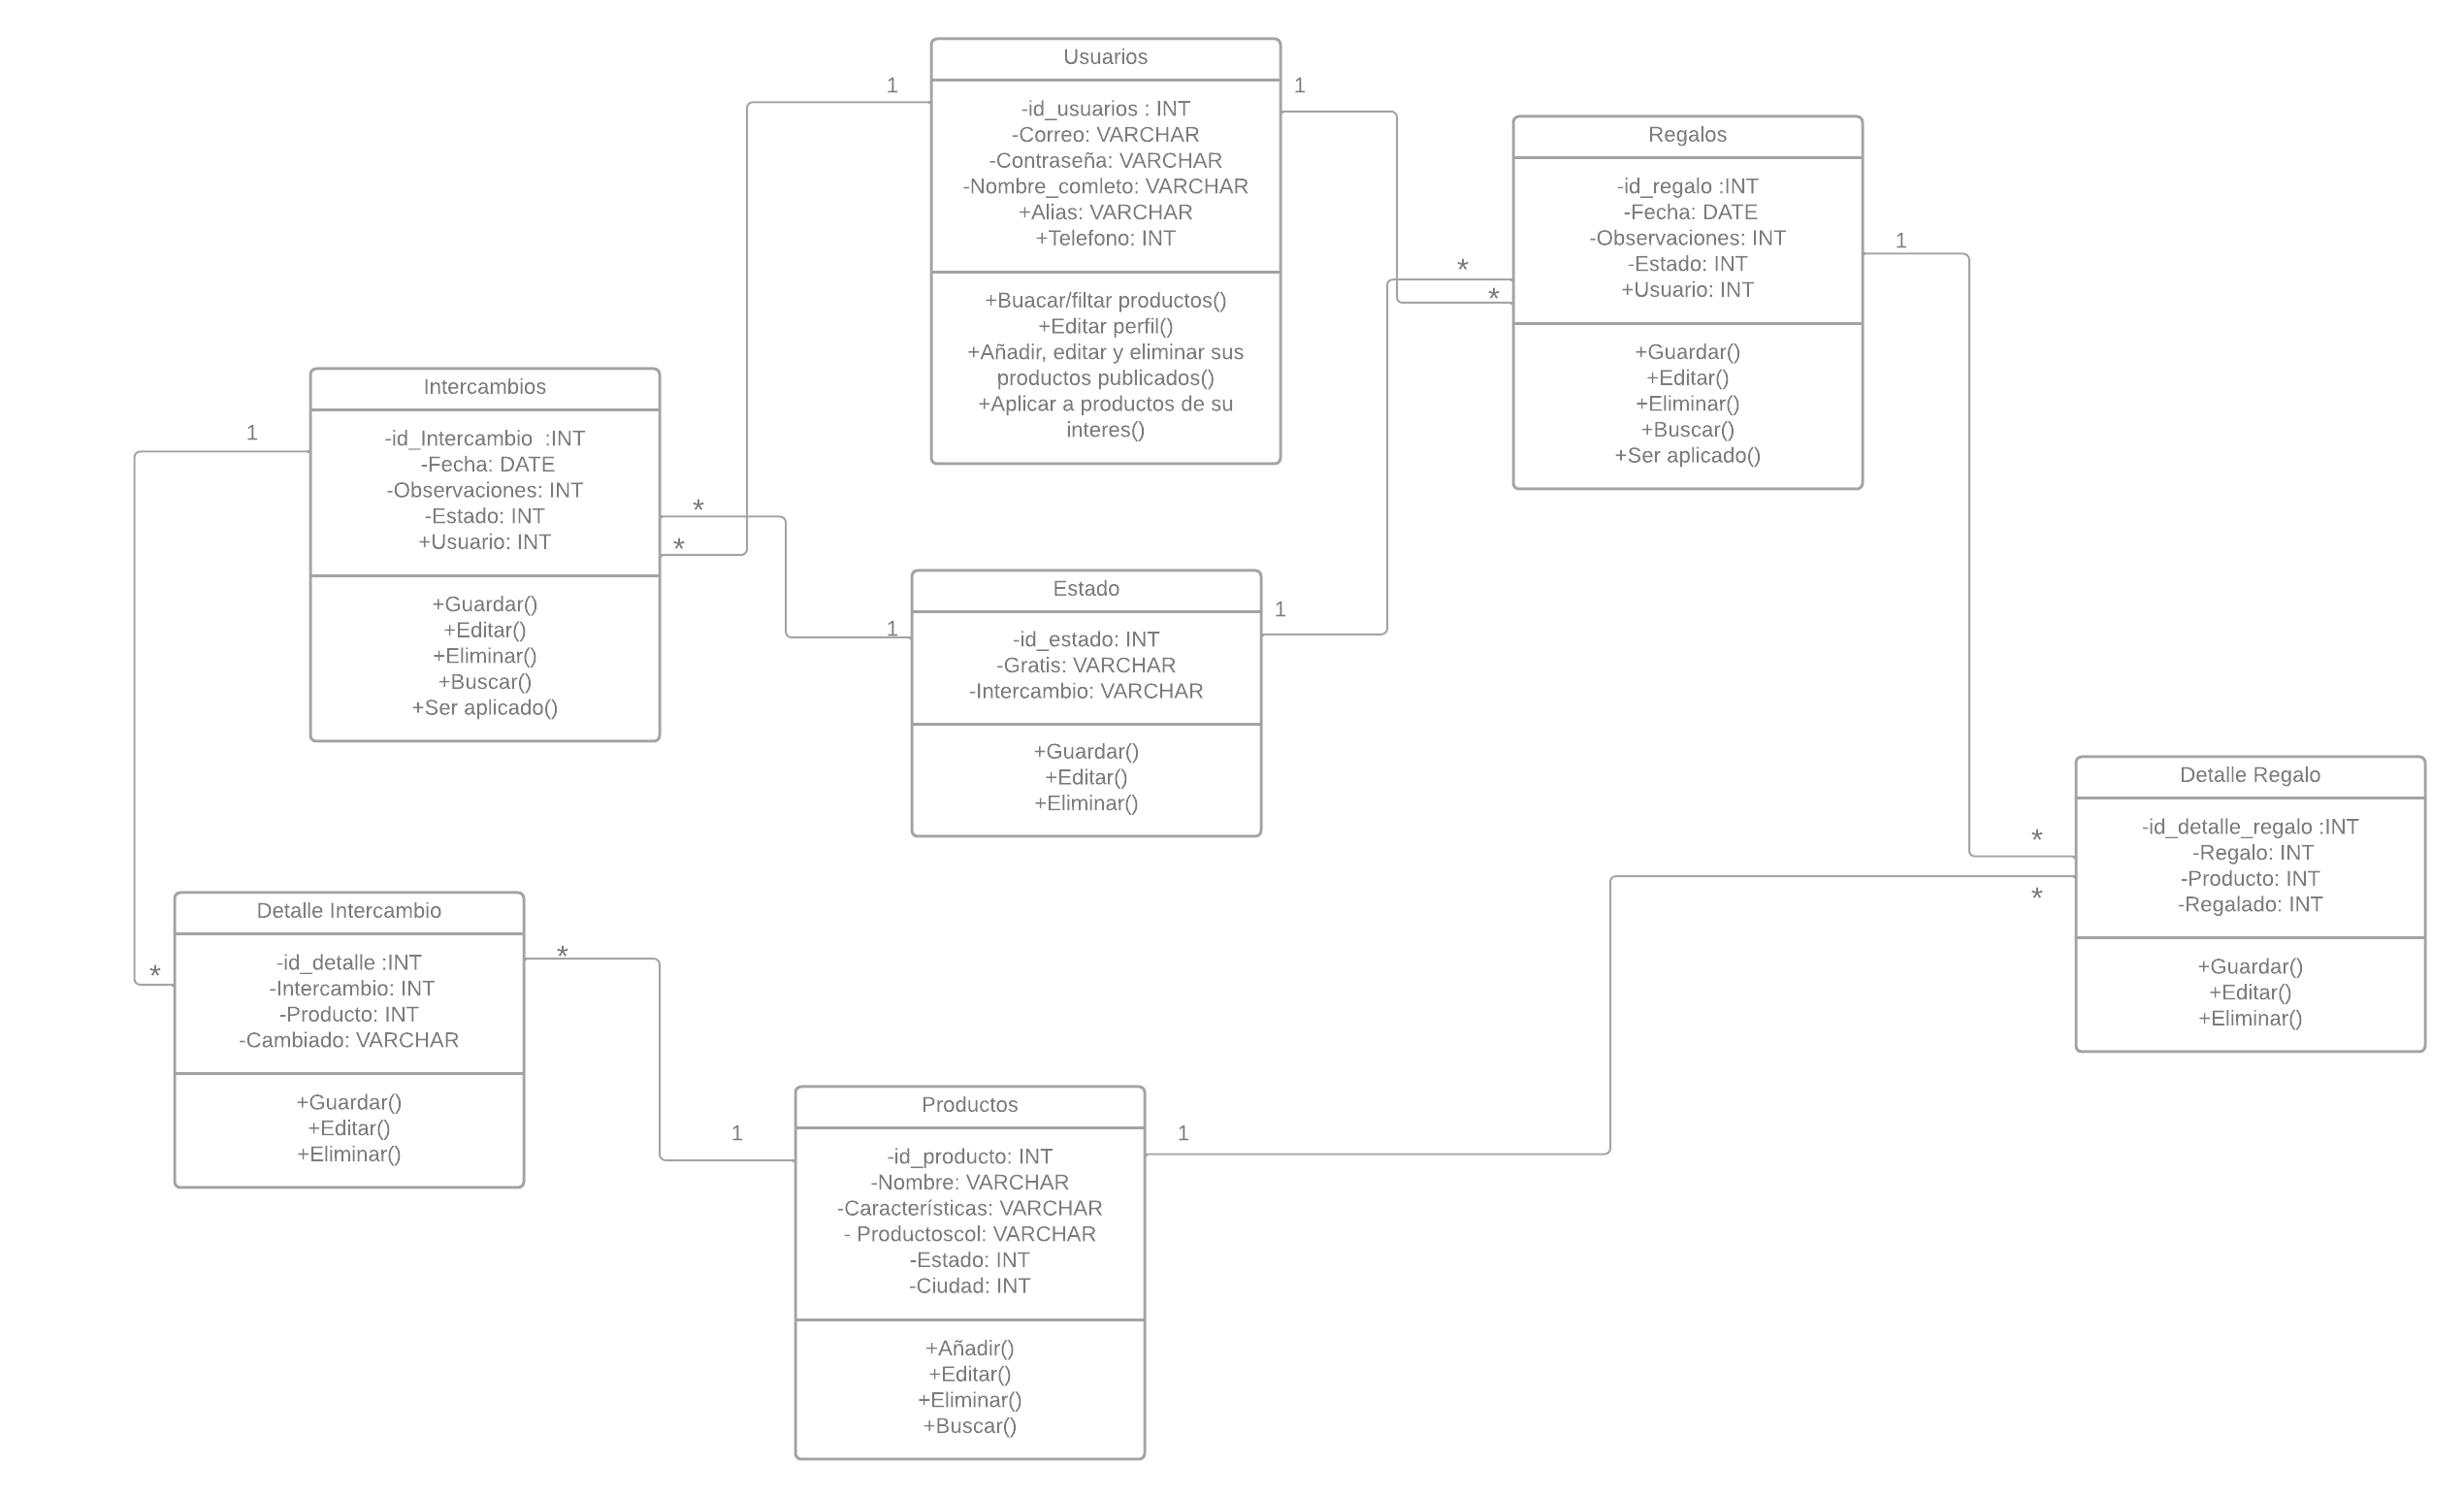 Usuarios
-id_usuarios : INT
-Correo: VARCHAR
-Contraseña: VARCHAR
-Nombre_comleto: VARCHAR
+Alias: VARCHAR
+Telefono: INT
+Buacar/filtar productos()
+Editar perfil()
+Añadir, editar y eliminar sus
productos publicados()
+Aplicar a productos de su
interes()
1
1
Regalos
-id_regalo :INT
-Fecha: DATE
-Observaciones: INT
-Estado: INT
+Usuario: INT
+Guardar()
+Editar()
+Eliminar()
+Buscar()
+Ser aplicado()
*
*
1
Intercambios
-id_Intercambio  :INT
-Fecha: DATE
-Observaciones: INT
-Estado: INT
+Usuario: INT
+Guardar()
+Editar()
+Eliminar()
+Buscar()
+Ser aplicado()
1
*
*
Estado
-id_estado: INT
-Gratis: VARCHAR
-Intercambio: VARCHAR
+Guardar()
+Editar()
+Eliminar()
1
1
Detalle Regalo
-id_detalle_regalo :INT
-Regalo: INT
-Producto: INT
-Regalado: INT
+Guardar()
+Editar()
+Eliminar()
*
*
Detalle Intercambio
-id_detalle :INT
-Intercambio: INT
-Producto: INT
-Cambiado: VARCHAR
+Guardar()
+Editar()
+Eliminar()
*
*
Productos
-id_producto: INT
-Nombre: VARCHAR
-Características: VARCHAR
- Productoscol: VARCHAR
-Estado: INT
-Ciudad: INT
+Añadir()
+Editar()
+Eliminar()
+Buscar()
1
1